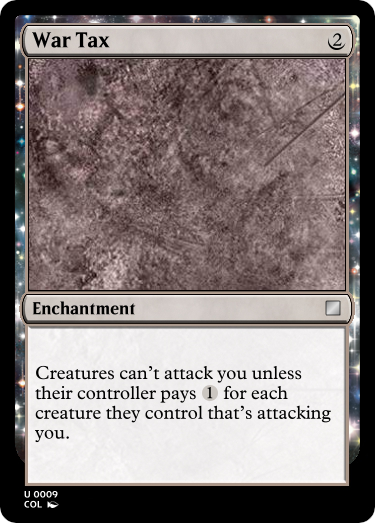 War Tax 2
Enchantment
Creatures can't attack you unless
their controller pays 1 for each
creature they control that's attacking
you.
U 0009
COL